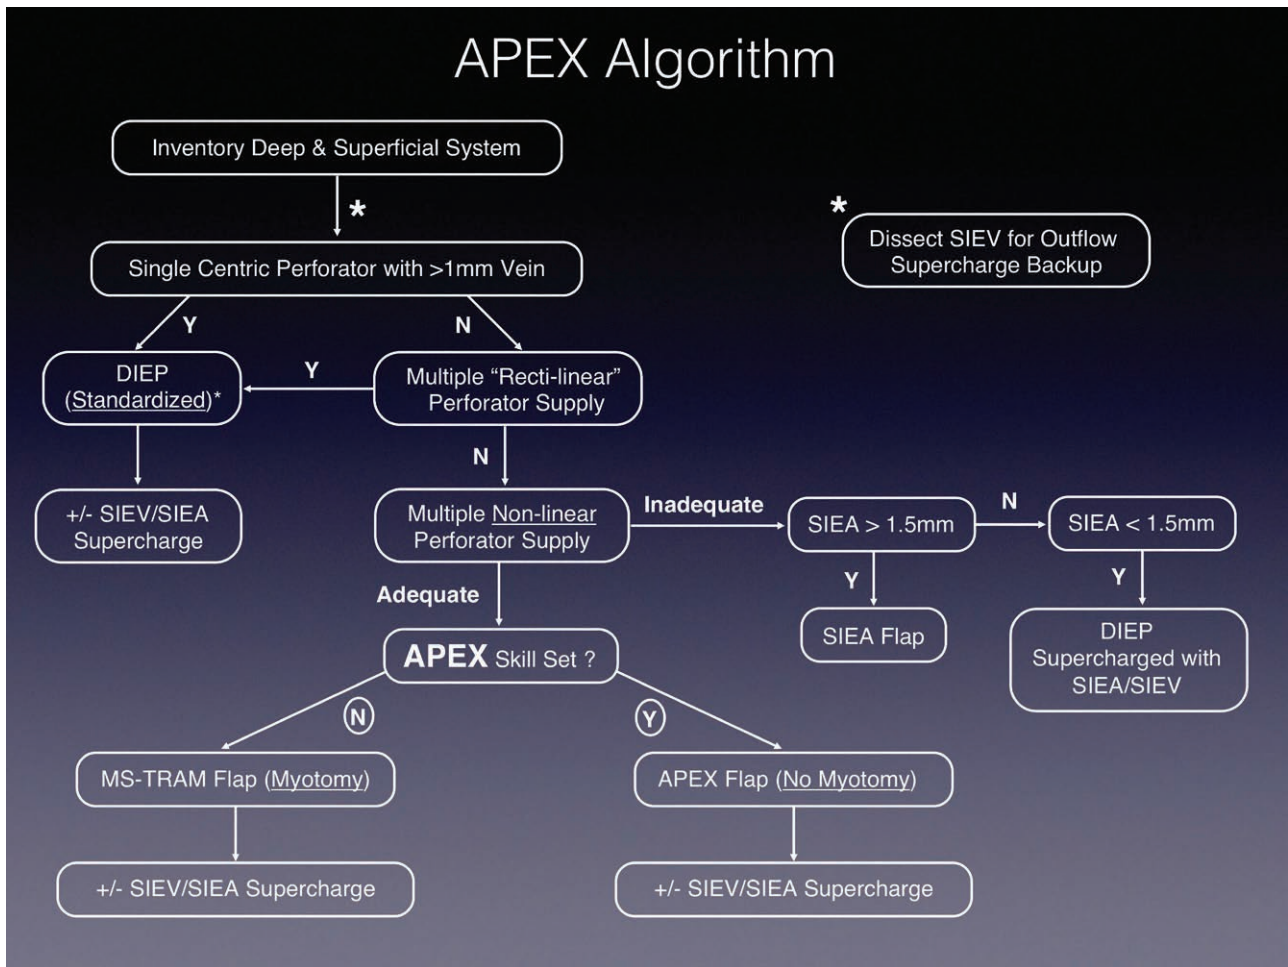 APEX Algorithm
Inventory Deep & Superficial System
*
*
Dissect SIEV for Outflow
Supercharge Backup
Single Centric Perforator with >1mm Vein
Y
N
DIEP
(Standardized)*
Y
Multiple “Recti-linear”
Perforator Supply
N
+/- SIEV/SIEA
Supercharge
Multiple Non-linear
Perforator Supply
Inadequate
SIEA > 1.5mm
N
SIEA < 1.5mm
Adequate
Y
Y
SIEA Flap
DIEP
Supercharged with
SIEA/SIEV
APEX Skill Set ?
N
Y
MS-TRAM Flap (Myotomy)
APEX Flap (No Myotomy)
+/- SIEV/SIEA Supercharge
+/- SIEV/SIEA Supercharge